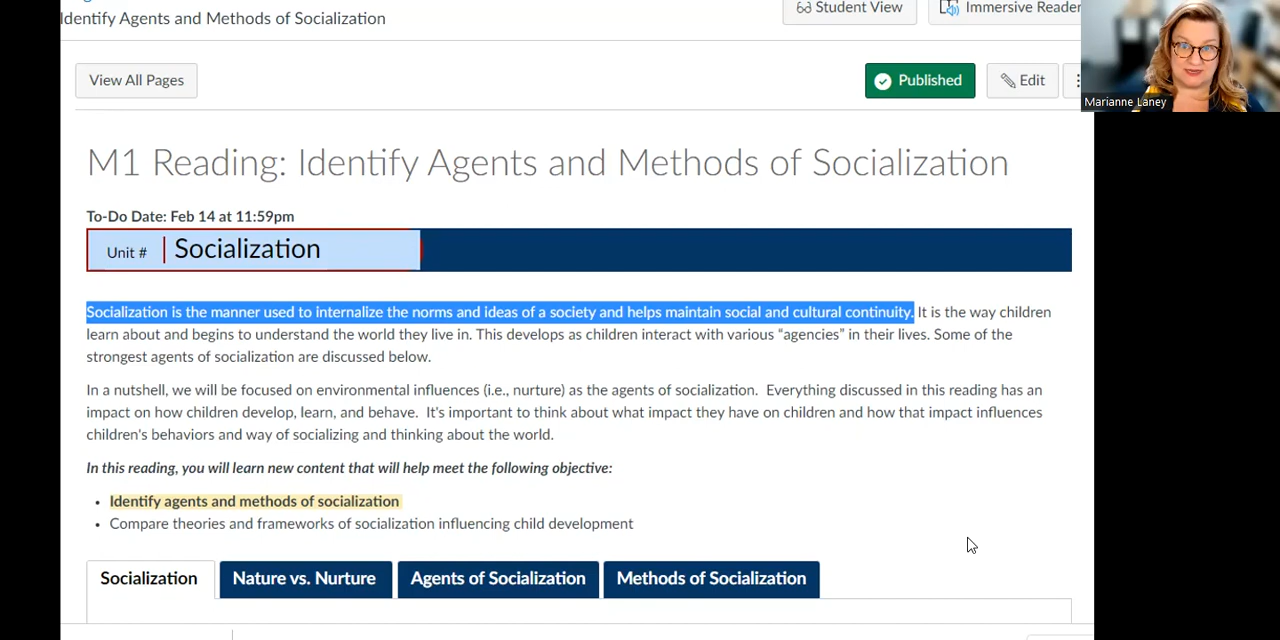 Identify Agents and Methods of Socialization
Student View
Immersive Reader
View All Pages
Published
Edit
Marianne Laney
M1 Reading: Identify Agents and Methods of Socialization
To-Do Date: Feb 14 at 11:59pm
Unit # Socialization
Socialization is the manner used to internalize the norms and ideas of a society and helps maintain social and cultural continuity. It is the way children
learn about and begins to understand the world they live in. This develops as children interact with various “agencies” in their lives. Some of the
strongest agents of socialization are discussed below.
In a nutshell, we will be focused on environmental influences (i.e., nurture) as the agents of socialization. Everything discussed in this reading has an
impact on how children develop, learn, and behave. It's important to think about what impact they have on children and how that impact influences
children's behaviors and way of socializing and thinking about the world.
In this reading, you will learn new content that will help meet the following objective:
• Identify agents and methods of socialization
• Compare theories and frameworks of socialization influencing child development
Socialization
Nature vs. Nurture
Agents of Socialization
Methods of Socialization